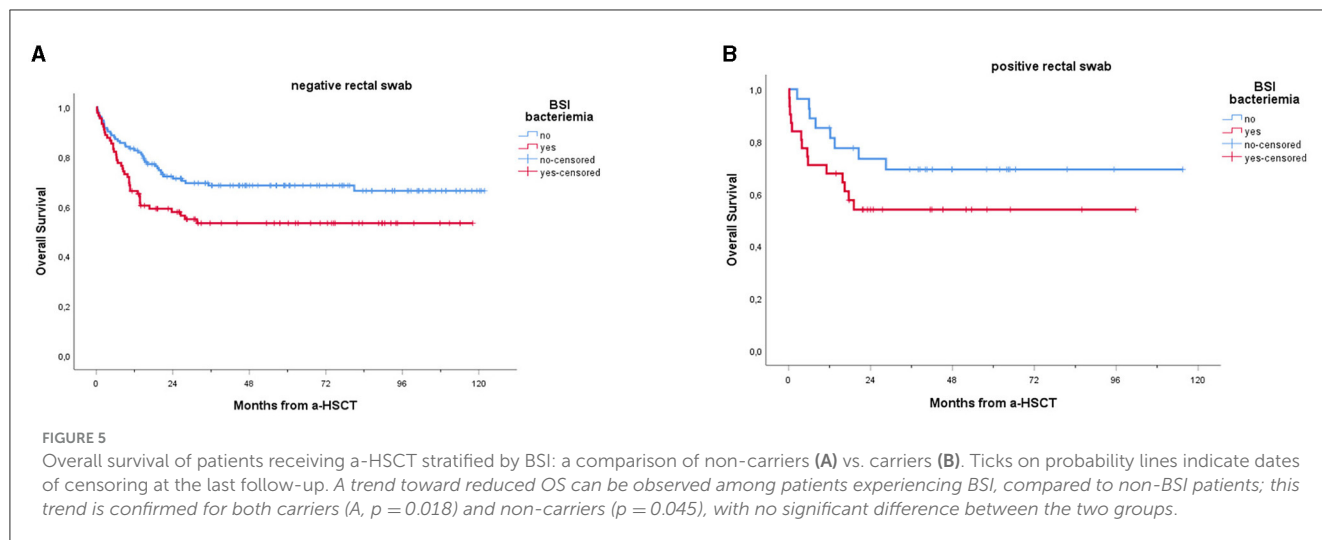 A
negative rectal swab
BSI
bacteriemia
no
yes
no-censored
yes-censored
Overall Survival
1,0
0,8
0,6
0,4
0,2
0,0
0 24 48 72 96 120
Months from a-HSCT
B
positive rectal swab
BSI
bacteriemia
no
yes
no-censored
yes-censored
Overall Survival
1,0
0,8
0,6
0,4
0,2
0,0
0 24 48 72 96 120
Months from a-HSCT
FIGURE 5
Overall survival of patients receiving a-HSCT stratified by BSI: a comparison of non-carriers (A) vs. carriers (B). Ticks on probability lines indicate dates
of censoring at the last follow-up. A trend toward reduced OS can be observed among patients experiencing BSI, compared to non-BSI patients; this
trend is confirmed for both carriers (A, p = 0.018) and non-carriers (p = 0.045), with no significant difference between the two groups.